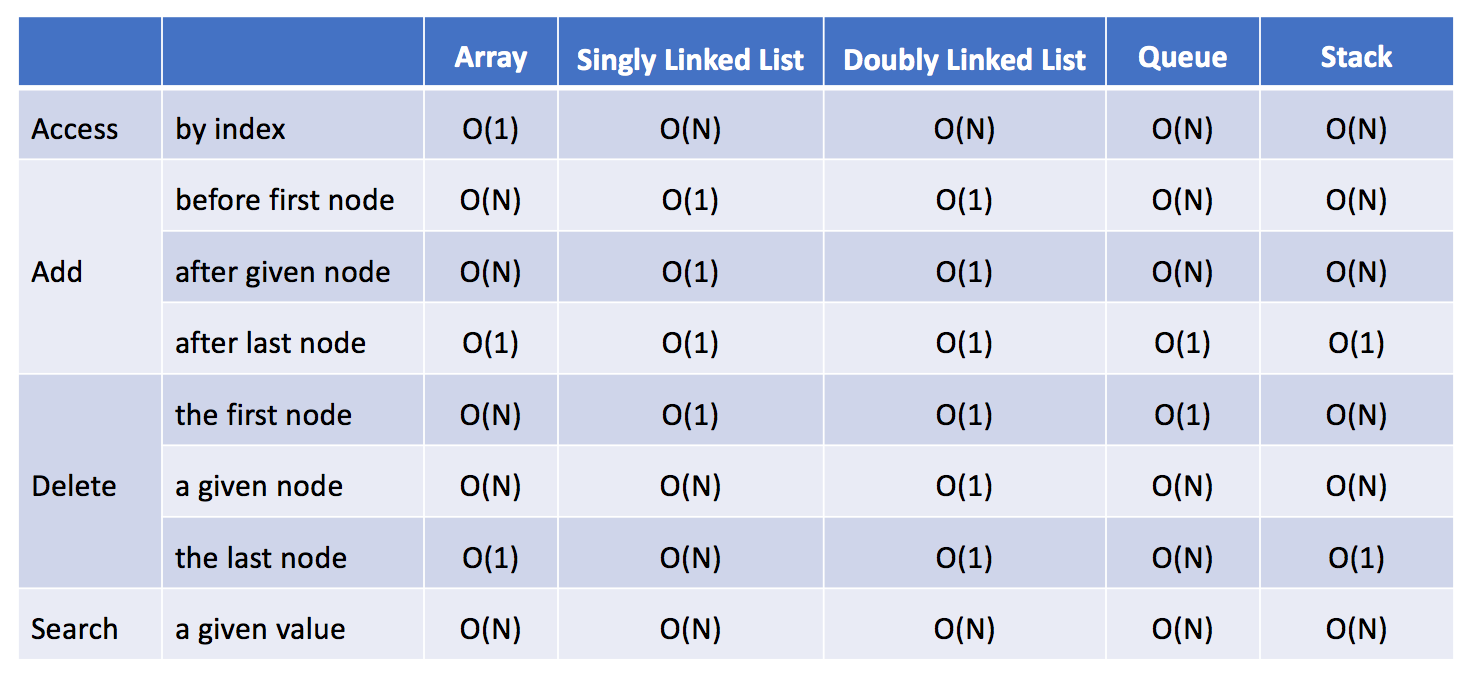 Array Singly Linked List Doubly Linked List Queue Stack
Access by index O(1) O(N) O(N) O(N) O(N)
Add before first node O(N) O(1) O(1) O(N) O(N)
after given node O(N) O(1) O(1) O(N) O(N)
after last node O(1) O(1) O(1) O(1) O(1)
Delete the first node O(N) O(1) O(1) O(1) O(N)
a given node O(N) O(N) O(1) O(N) O(N)
the last node O(1) O(N) O(1) O(N) O(1)
Search a given value O(N) O(N) O(N) O(N) O(N)